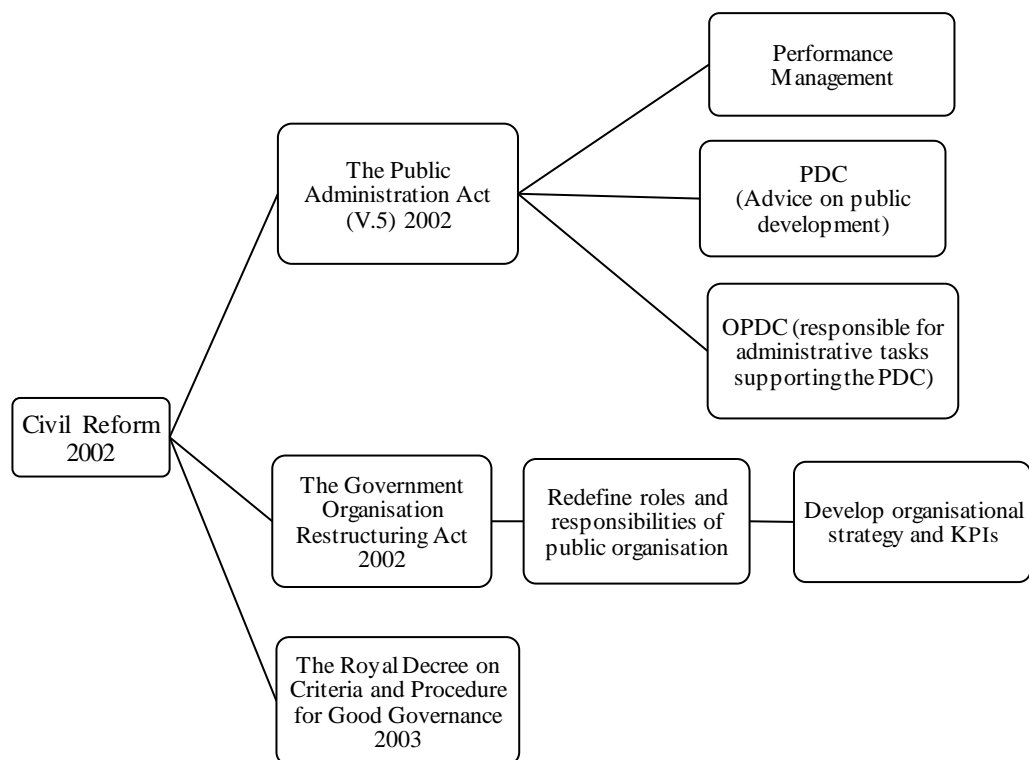 Performance
Management
The Public
Administration Act
(V.5) 2002
PDC
(Advice on public
development)
OPDC (responsible for
administrative tasks
supporting the PDC)
Civil Reform
2002
The Government
Organisation
Restructuring Act
2002
Redefine roles and
responsibilities of
public organisation
Develop organisational
strategy and KPIs
The Royal Decree on
Criteria and Procedure
for Good Governance
2003